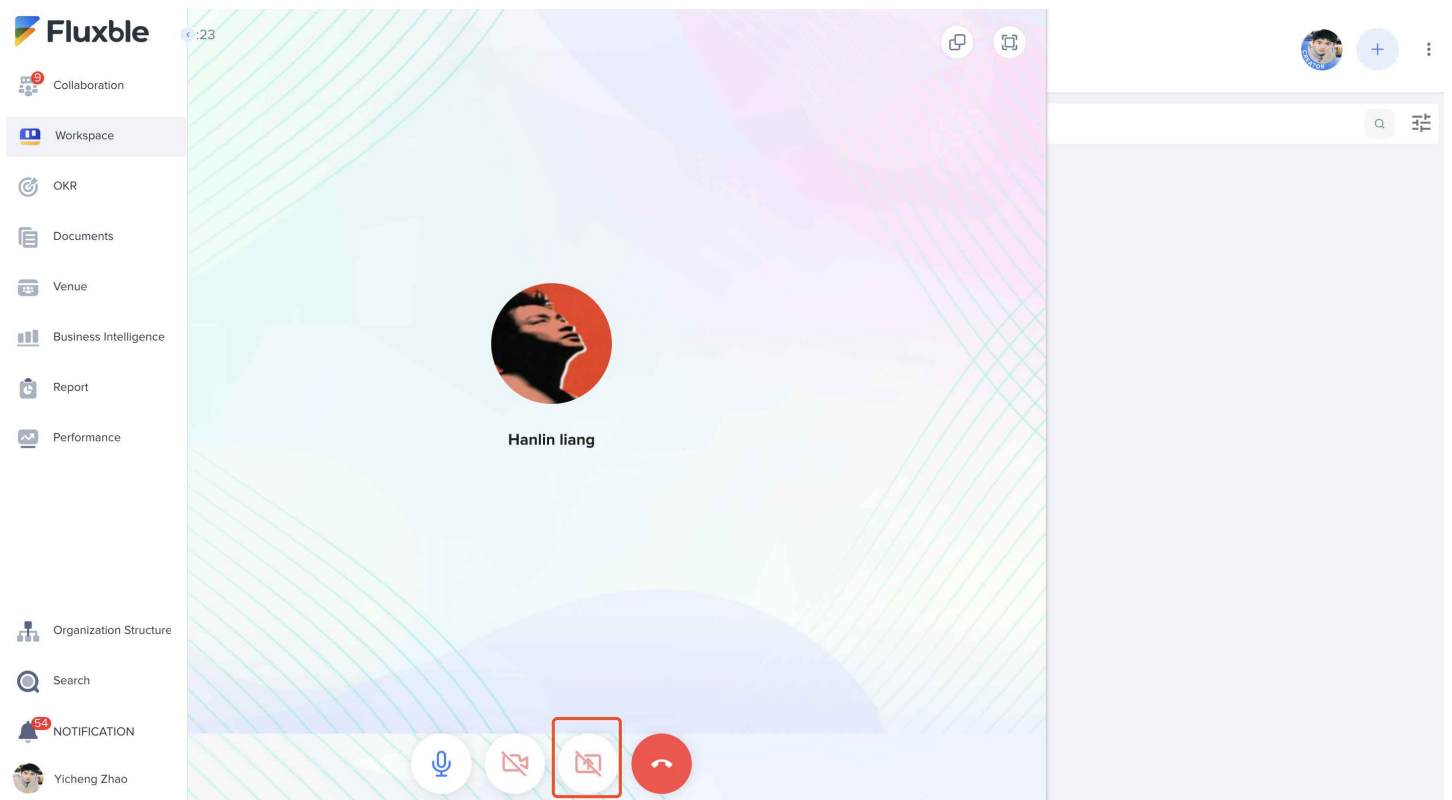 Fluxble
:23
9
Collaboration
Workspace
OKR
Documents
Venue
Business Intelligence
Report
Performance
Hanlin liang
Organization Structure
Search
54
NOTIFICATION
Yicheng Zhao
CREATOR